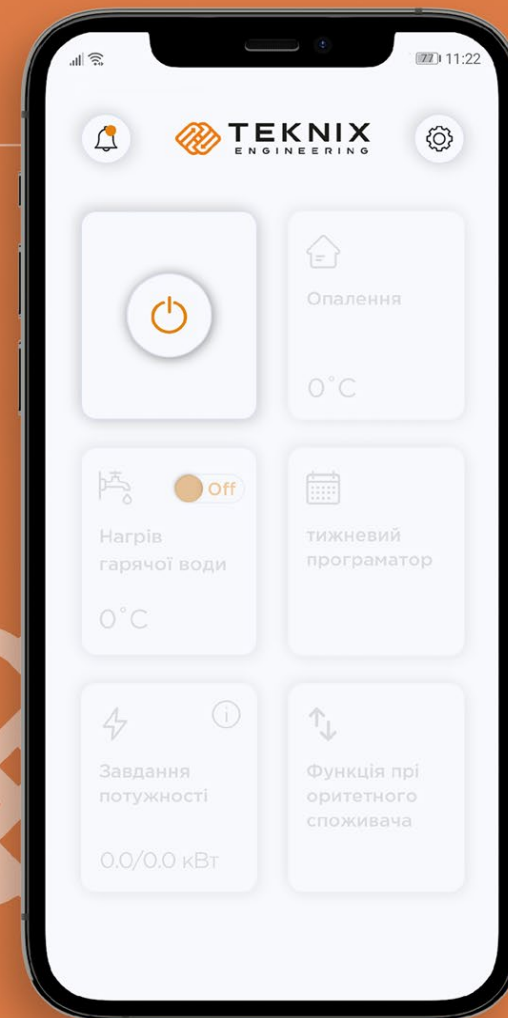 77 11:22
TEKNIX
ENGINEERING
Опалення
0°C
Off
Нагрів
гарячої води
0°C
тижневий
програматор
Завдання
потужності
0.0/0.0 кВт
Функція прі
оритетного
споживача